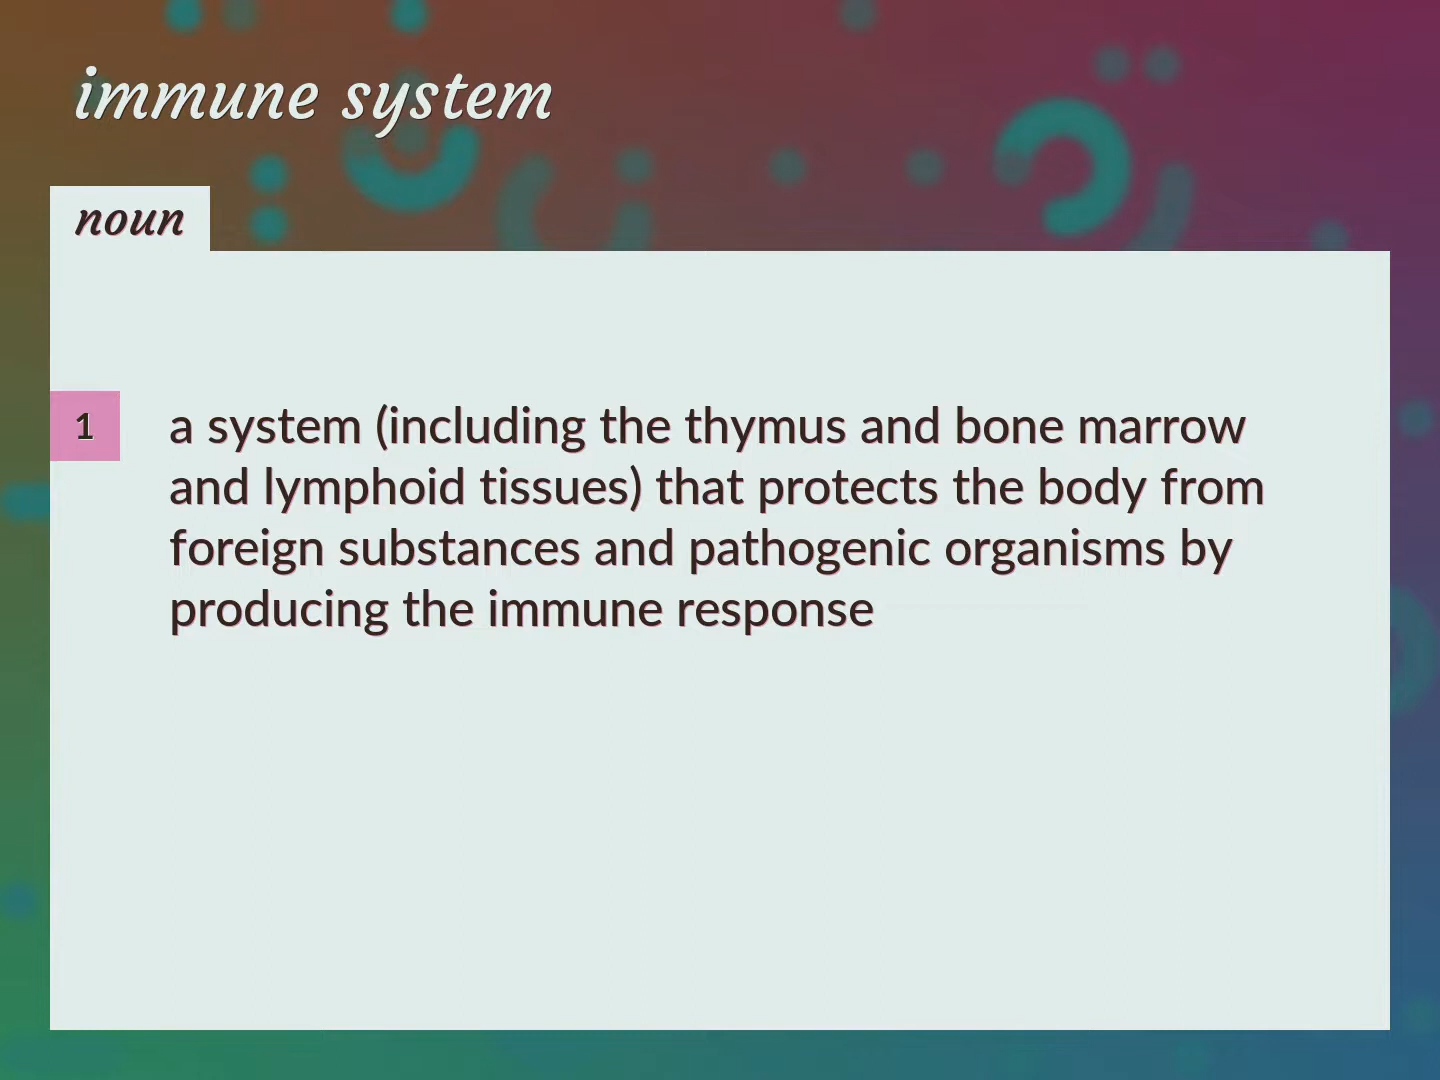 immune system
noun
1
a system (including the thymus and bone marrow
and lymphoid tissues) that protects the body from
foreign substances and pathogenic organisms by
producing the immune response